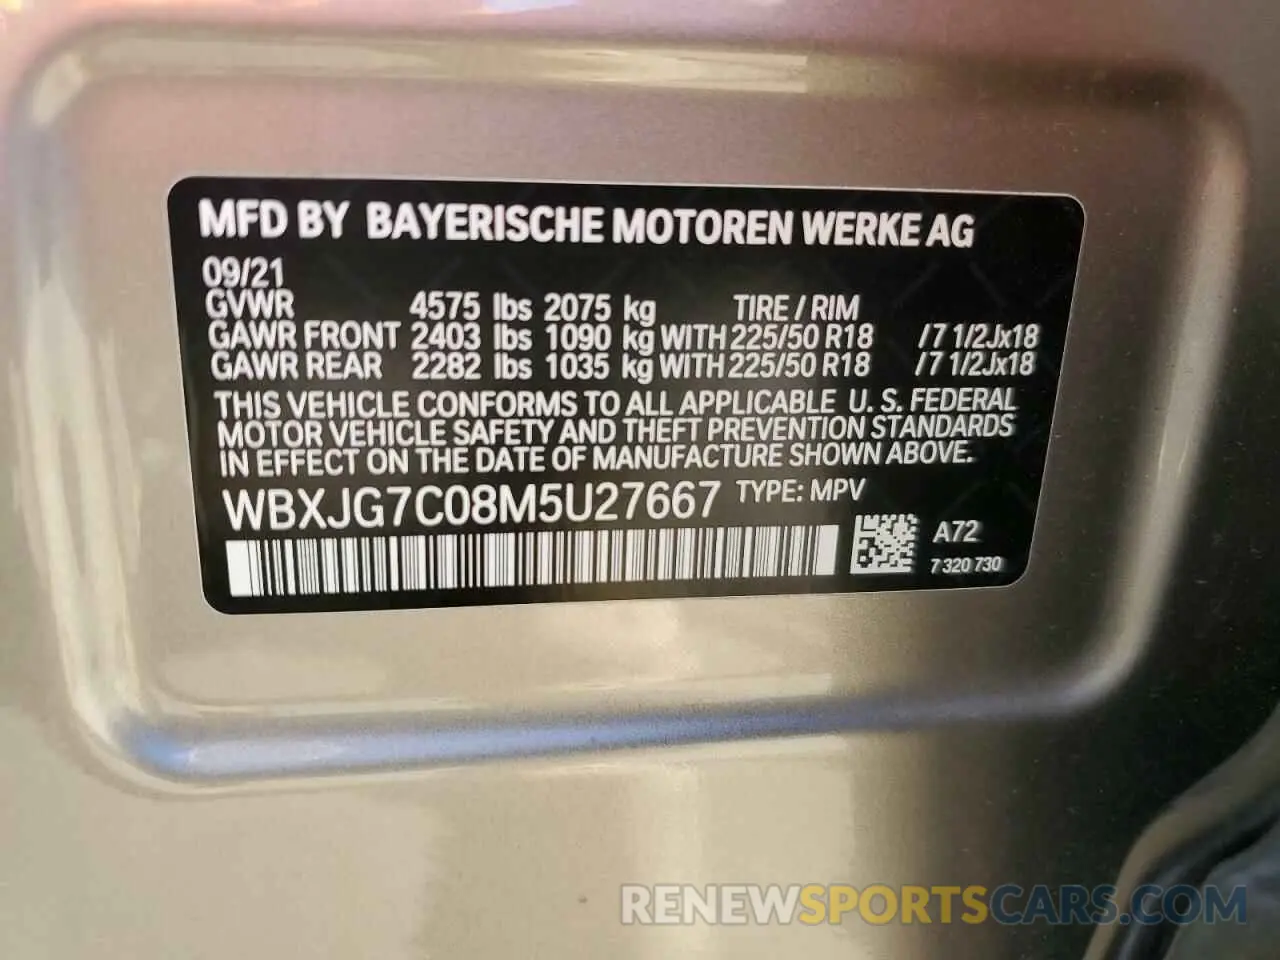 MFD BY BAYERISCHE MOTOREN WERKE AG
09/21
GVWR 4575 lbs 2075 kg TIRE / RIM
GAWR FRONT 2403 lbs 1090 kg WITH 225/50 R18 /7 1/2Jx18
GAWR REAR 2282 lbs 1035 kg WITH 225/50 R18 /7 1/2Jx18
THIS VEHICLE CONFORMS TO ALL APPLICABLE U. S. FEDERAL
MOTOR VEHICLE SAFETY AND THEFT PREVENTION STANDARDS
IN EFFECT ON THE DATE OF MANUFACTURE SHOWN ABOVE.
WBXJG7C08M5U27667 TYPE: MPV
A72
7 320 730
RENEWSPORTSCARS.COM